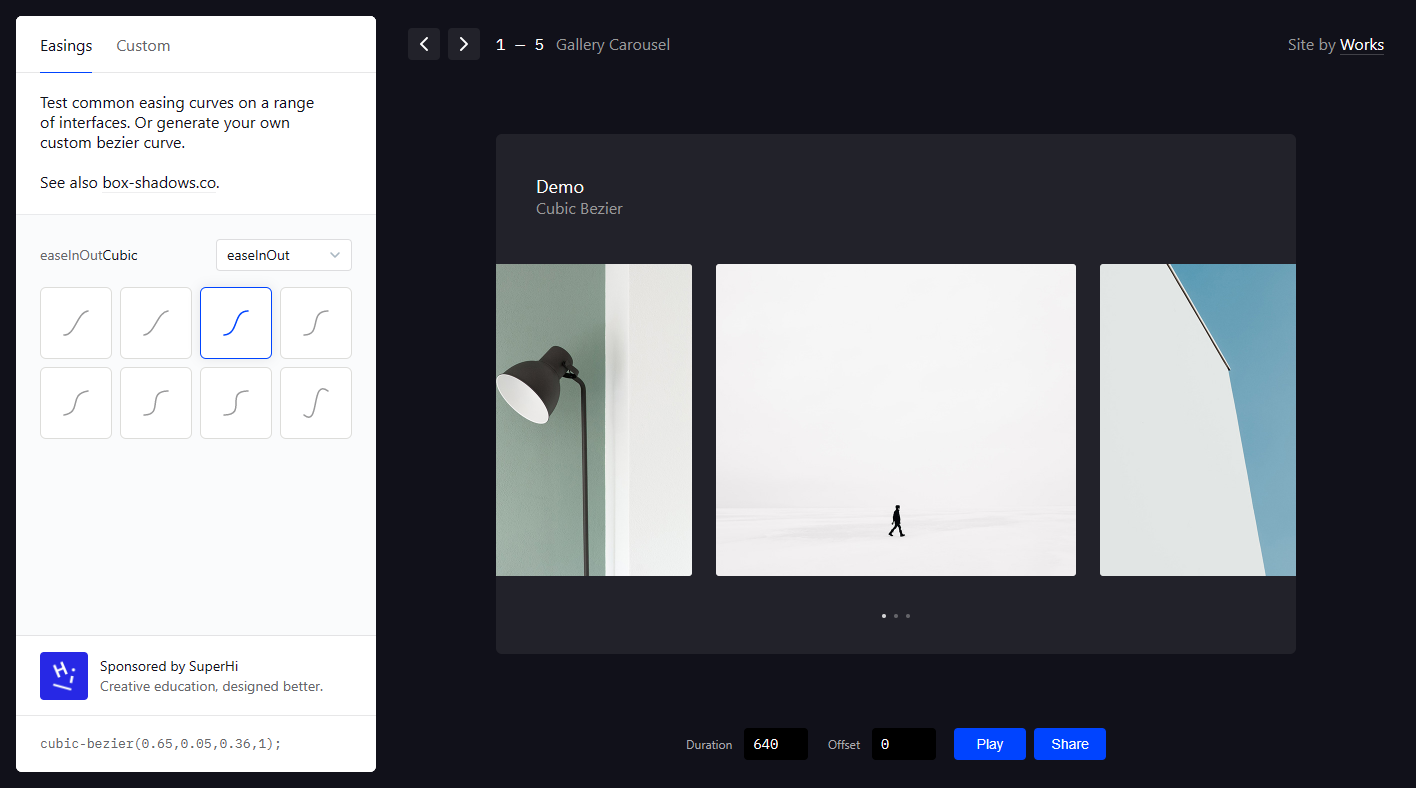 Easings Custom
Test common easing curves on a range
of interfaces. Or generate your own
custom bezier curve.
See also box-shadows.co.
easeInOutCubic easeInOut
Sponsored by SuperHi
Creative education, designed better.
cubic-bezier(0.65,0.05,0.36,1);
1 — 5 Gallery Carousel
Site by Works
Demo
Cubic Bezier
Duration 640 Offset 0 Play Share
Hi